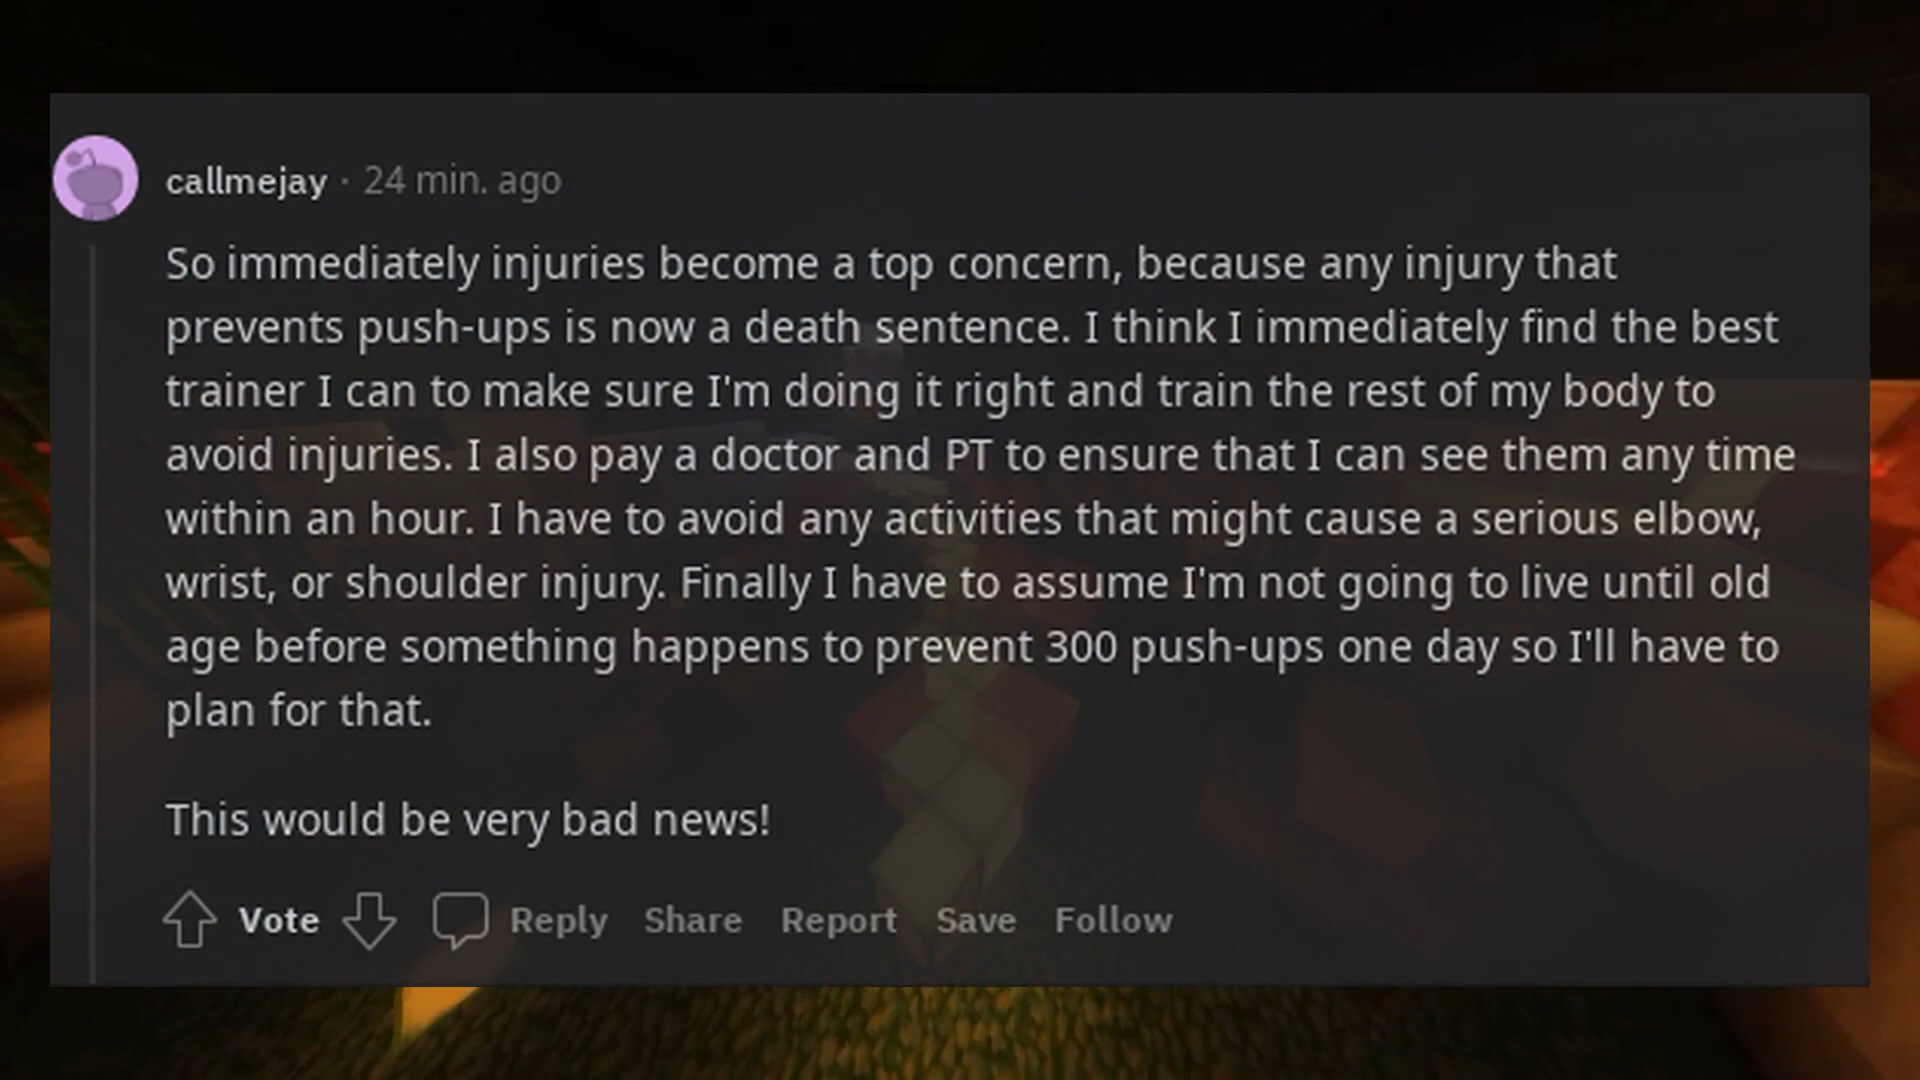 callmejay · 24 min. ago
So immediately injuries become a top concern, because any injury that
prevents push-ups is now a death sentence. I think I immediately find the best
trainer I can to make sure I'm doing it right and train the rest of my body to
avoid injuries. I also pay a doctor and PT to ensure that I can see them any time
within an hour. I have to avoid any activities that might cause a serious elbow,
wrist, or shoulder injury. Finally I have to assume I'm not going to live until old
age before something happens to prevent 300 push-ups one day so I'll have to
plan for that.
This would be very bad news!
Vote Reply Share Report Save Follow